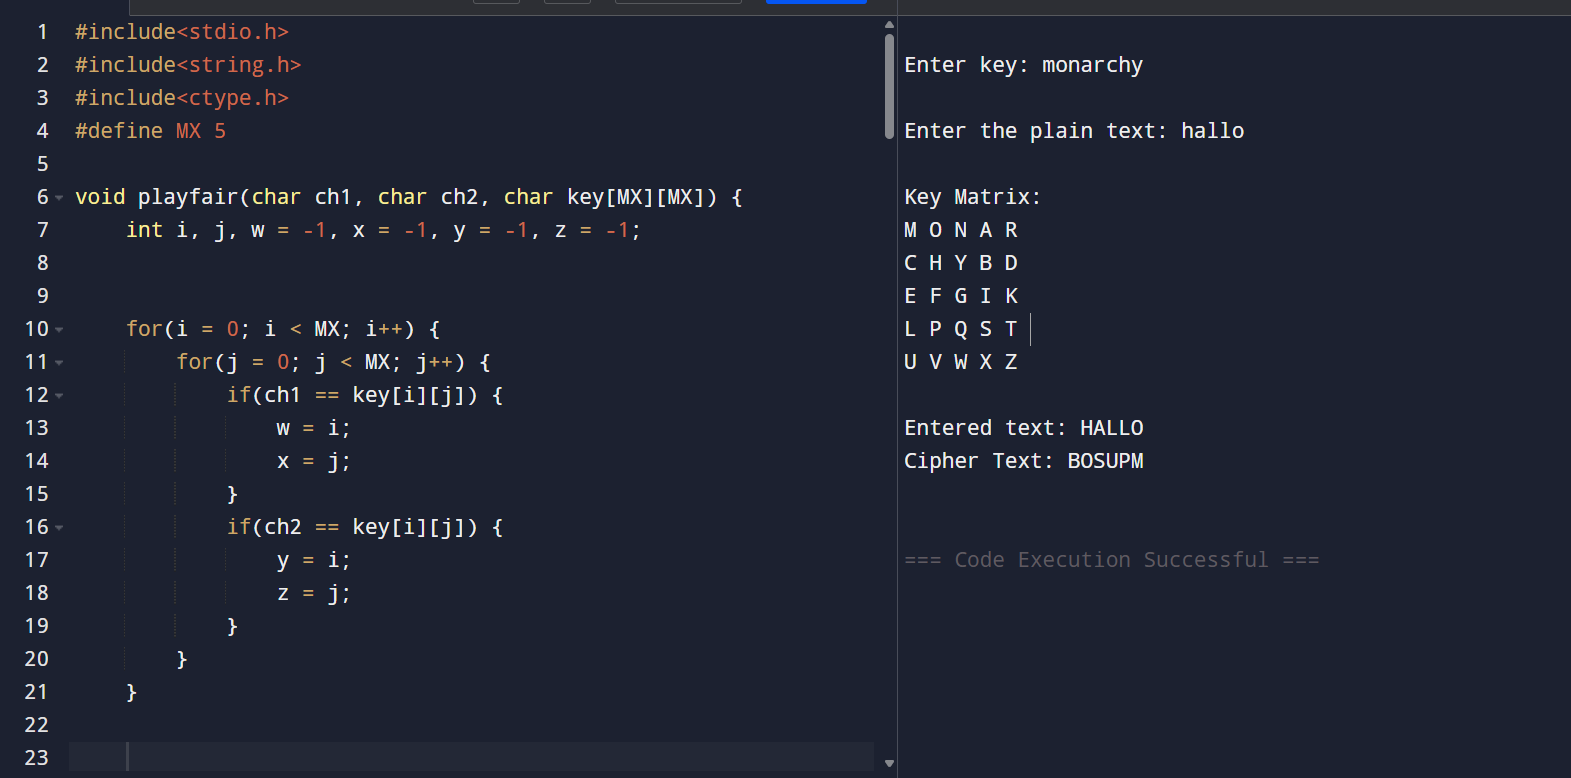 1 #include<stdio.h>
2 #include<string.h>
3 #include<ctype.h>
4 #define MX 5
5
6 void playfair(char ch1, char ch2, char key[MX][MX]) {
7     int i, j, w = -1, x = -1, y = -1, z = -1;
8
9
10     for(i = 0; i < MX; i++) {
11         for(j = 0; j < MX; j++) {
12             if(ch1 == key[i][j]) {
13                 w = i;
14                 x = j;
15             }
16             if(ch2 == key[i][j]) {
17                 y = i;
18                 z = j;
19             }
20         }
21     }
22
23
Enter key: monarchy
Enter the plain text: hallo
Key Matrix:
M O N A R
C H Y B D
E F G I K
L P Q S T
U V W X Z
Entered text: HALLO
Cipher Text: BOSUPM
=== Code Execution Successful ===